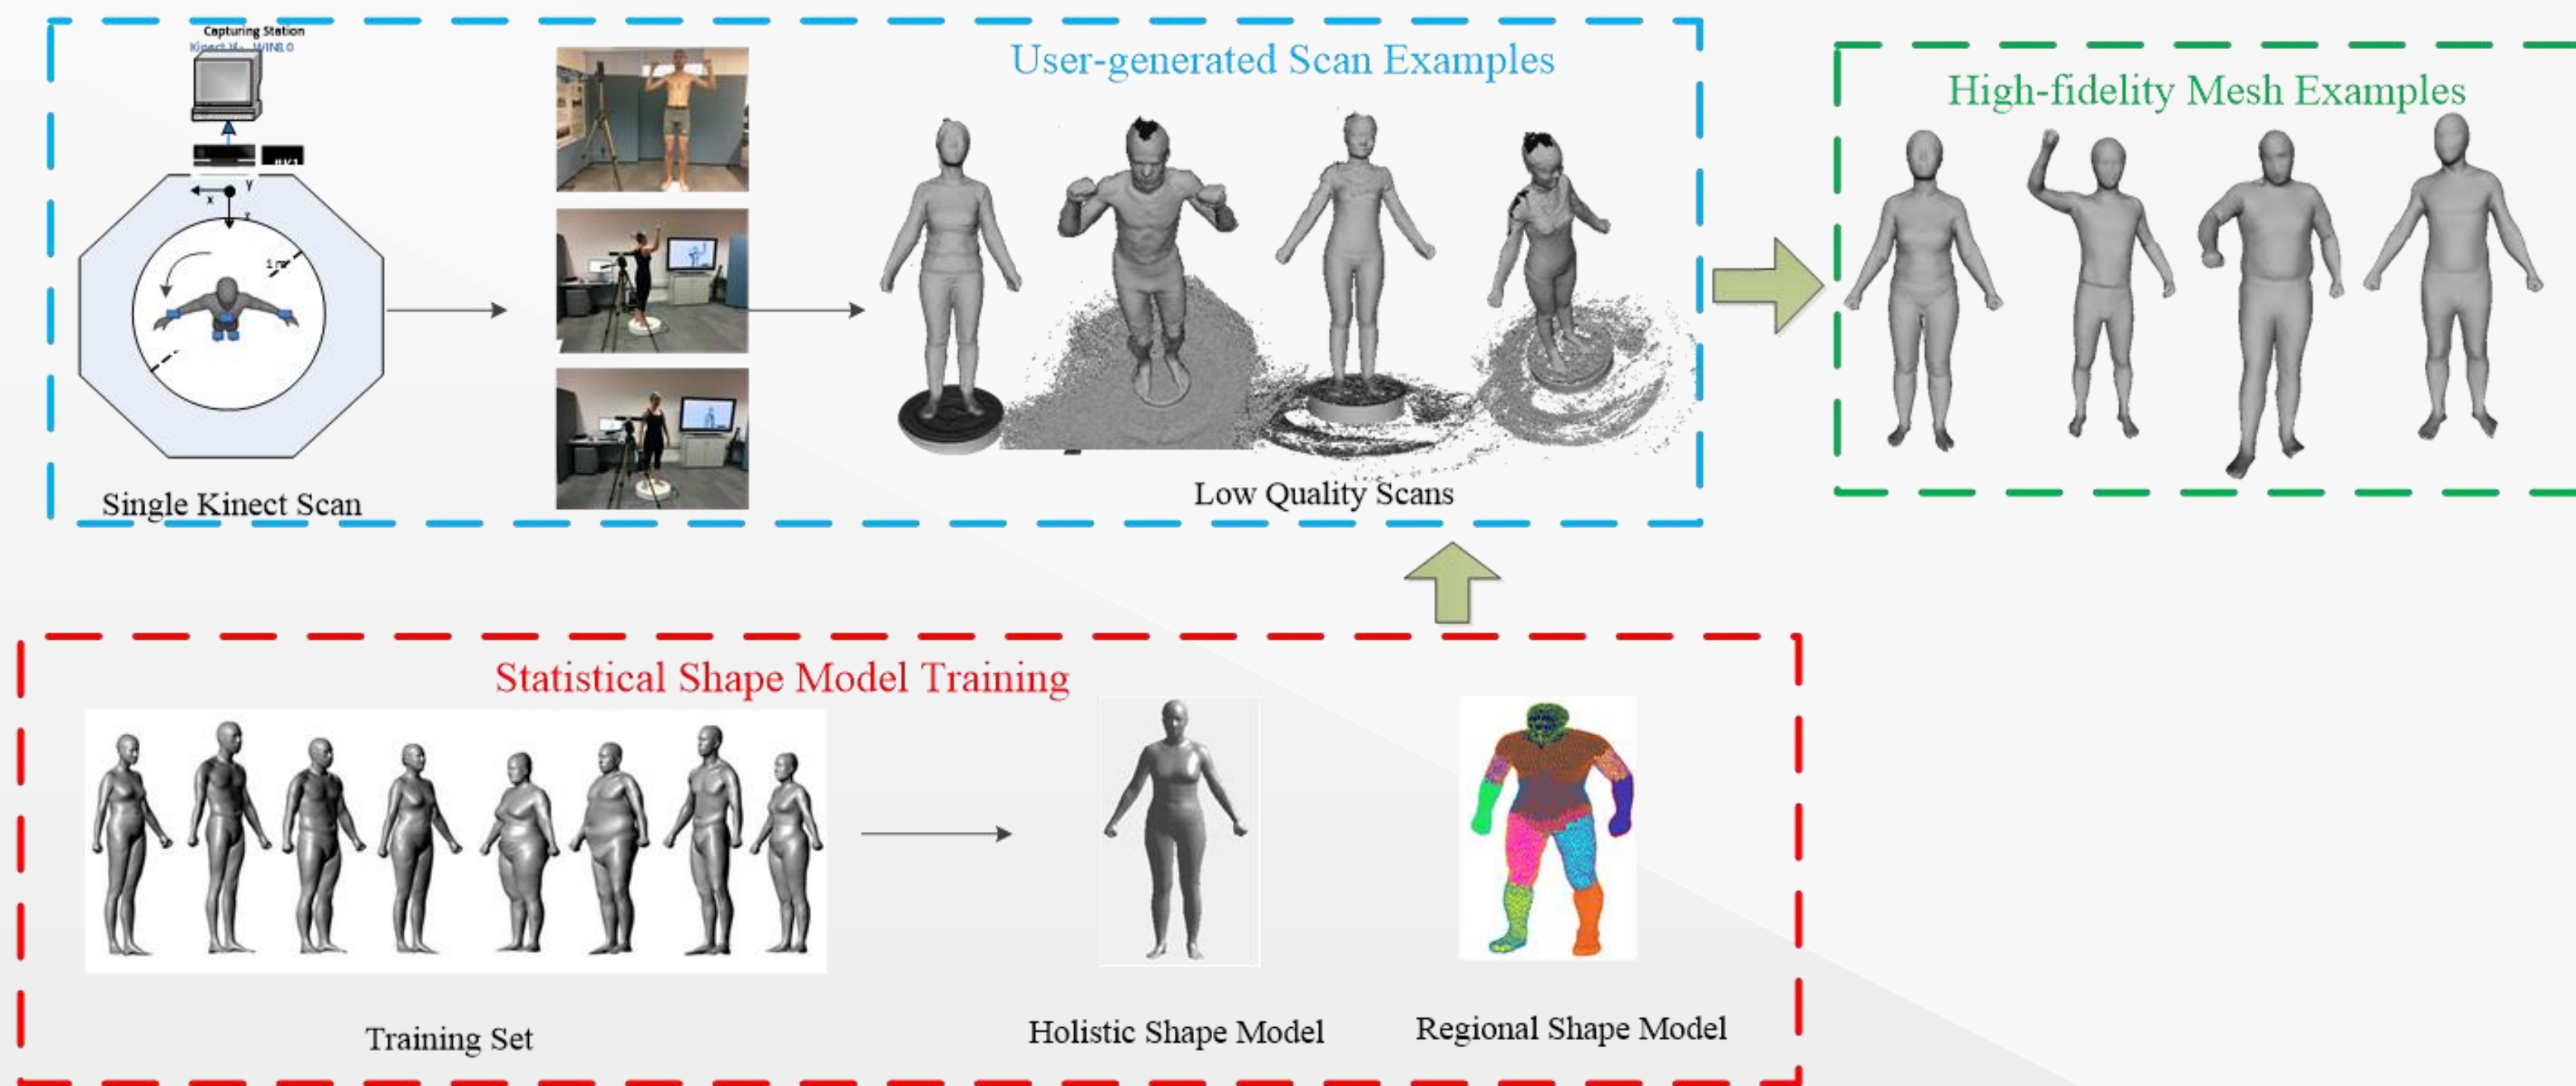 Capturing Station
User-generated Scan Examples
High-fidelity Mesh Examples
y
x
z
1 m
Single Kinect Scan
Low Quality Scans
Statistical Shape Model Training
Training Set
Holistic Shape Model
Regional Shape Model